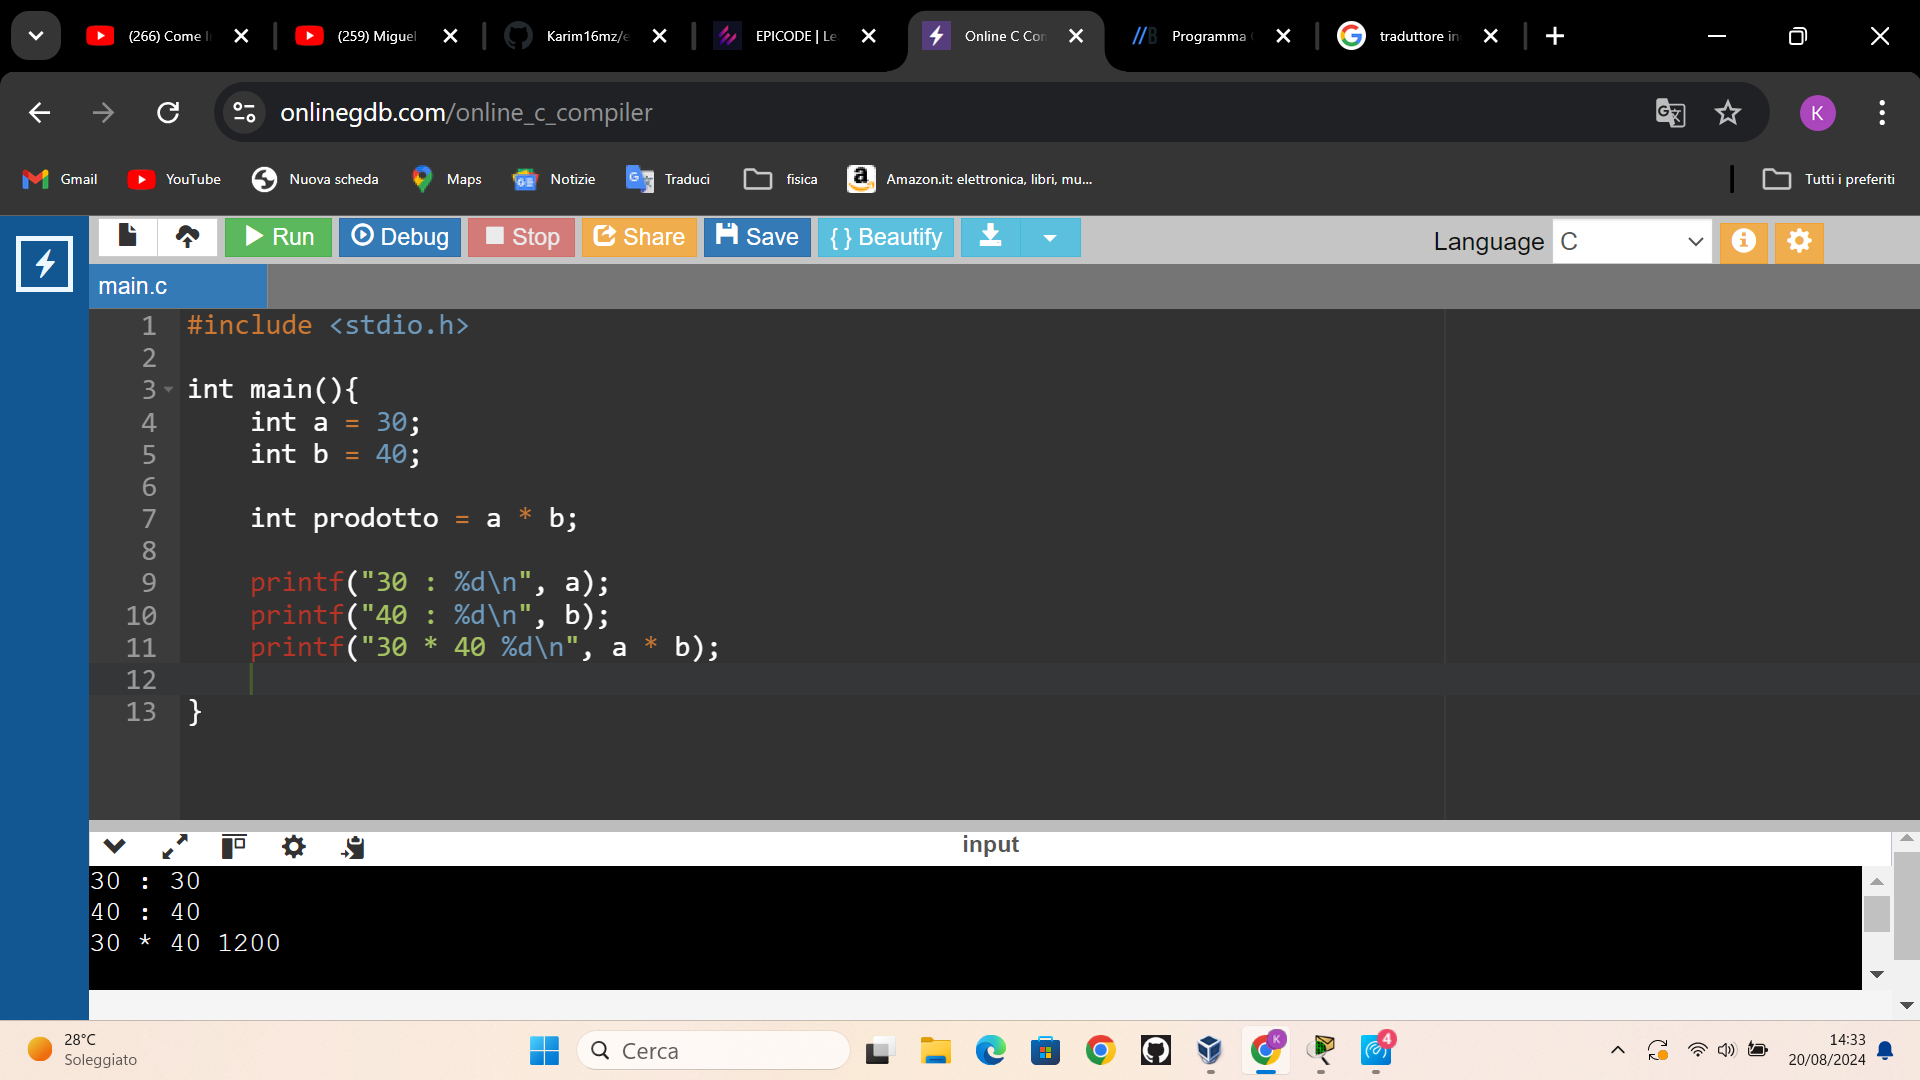 (266) Come I
(259) Miguel
Karim16mz/e
EPICODE | Le
Online C Con
Programma
traduttore in
onlinegdb.com/online_c_compiler
K
Gmail
YouTube
Nuova scheda
Maps
Notizie
Traduci
fisica
Amazon.it: elettronica, libri, mu...
Tutti i preferiti
Run
Debug
Stop
Share
Save
{ } Beautify
Language
C
main.c
1 #include <stdio.h>
2
3 int main(){
4 int a = 30;
5 int b = 40;
6
7 int prodotto = a * b;
8
9 printf("30 : %d\n", a);
10 printf("40 : %d\n", b);
11 printf("30 * 40 %d\n", a * b);
12
13 }
input
30 : 30
40 : 40
30 * 40 1200
28°C
Soleggiato
Cerca
K
4
14:33
20/08/2024